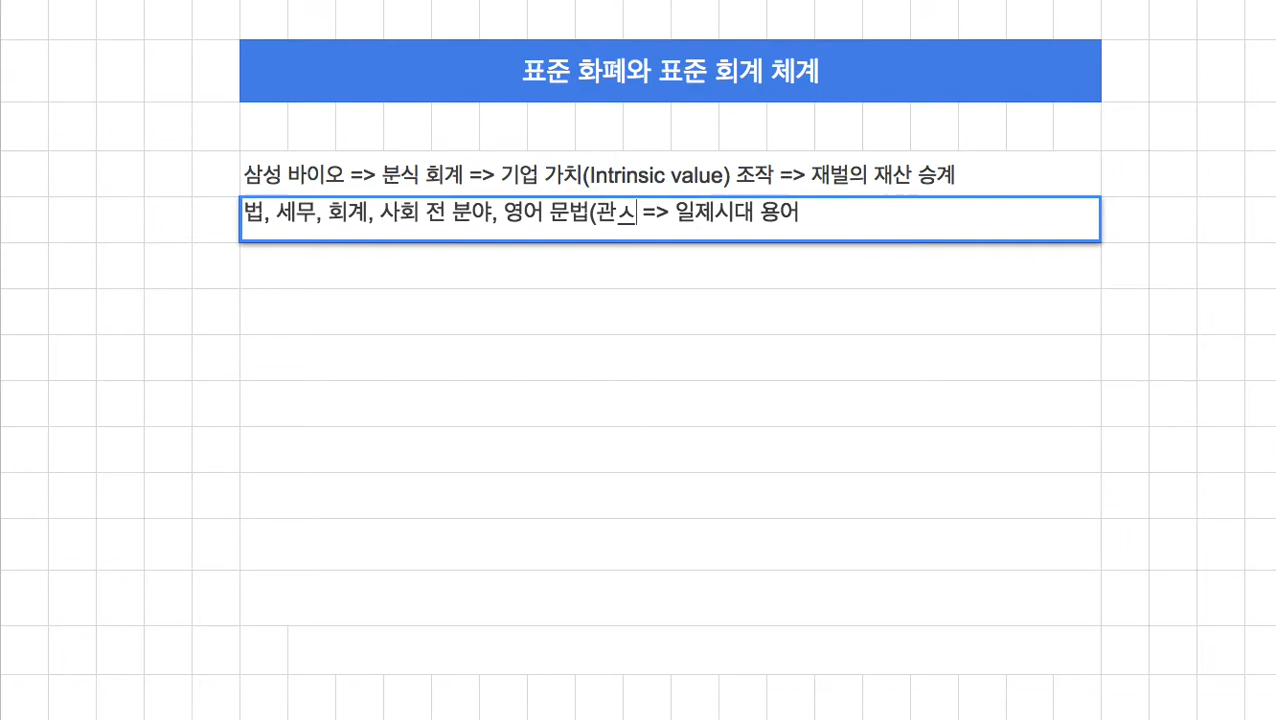 표준 화폐와 표준 회계 체계
삼성 바이오 => 분식 회계 => 기업 가치(Intrinsic value) 조작 => 재벌의 재산 승계
법, 세무, 회계, 사회 전 분야, 영어 문법(관ㅅ => 일제시대 용어